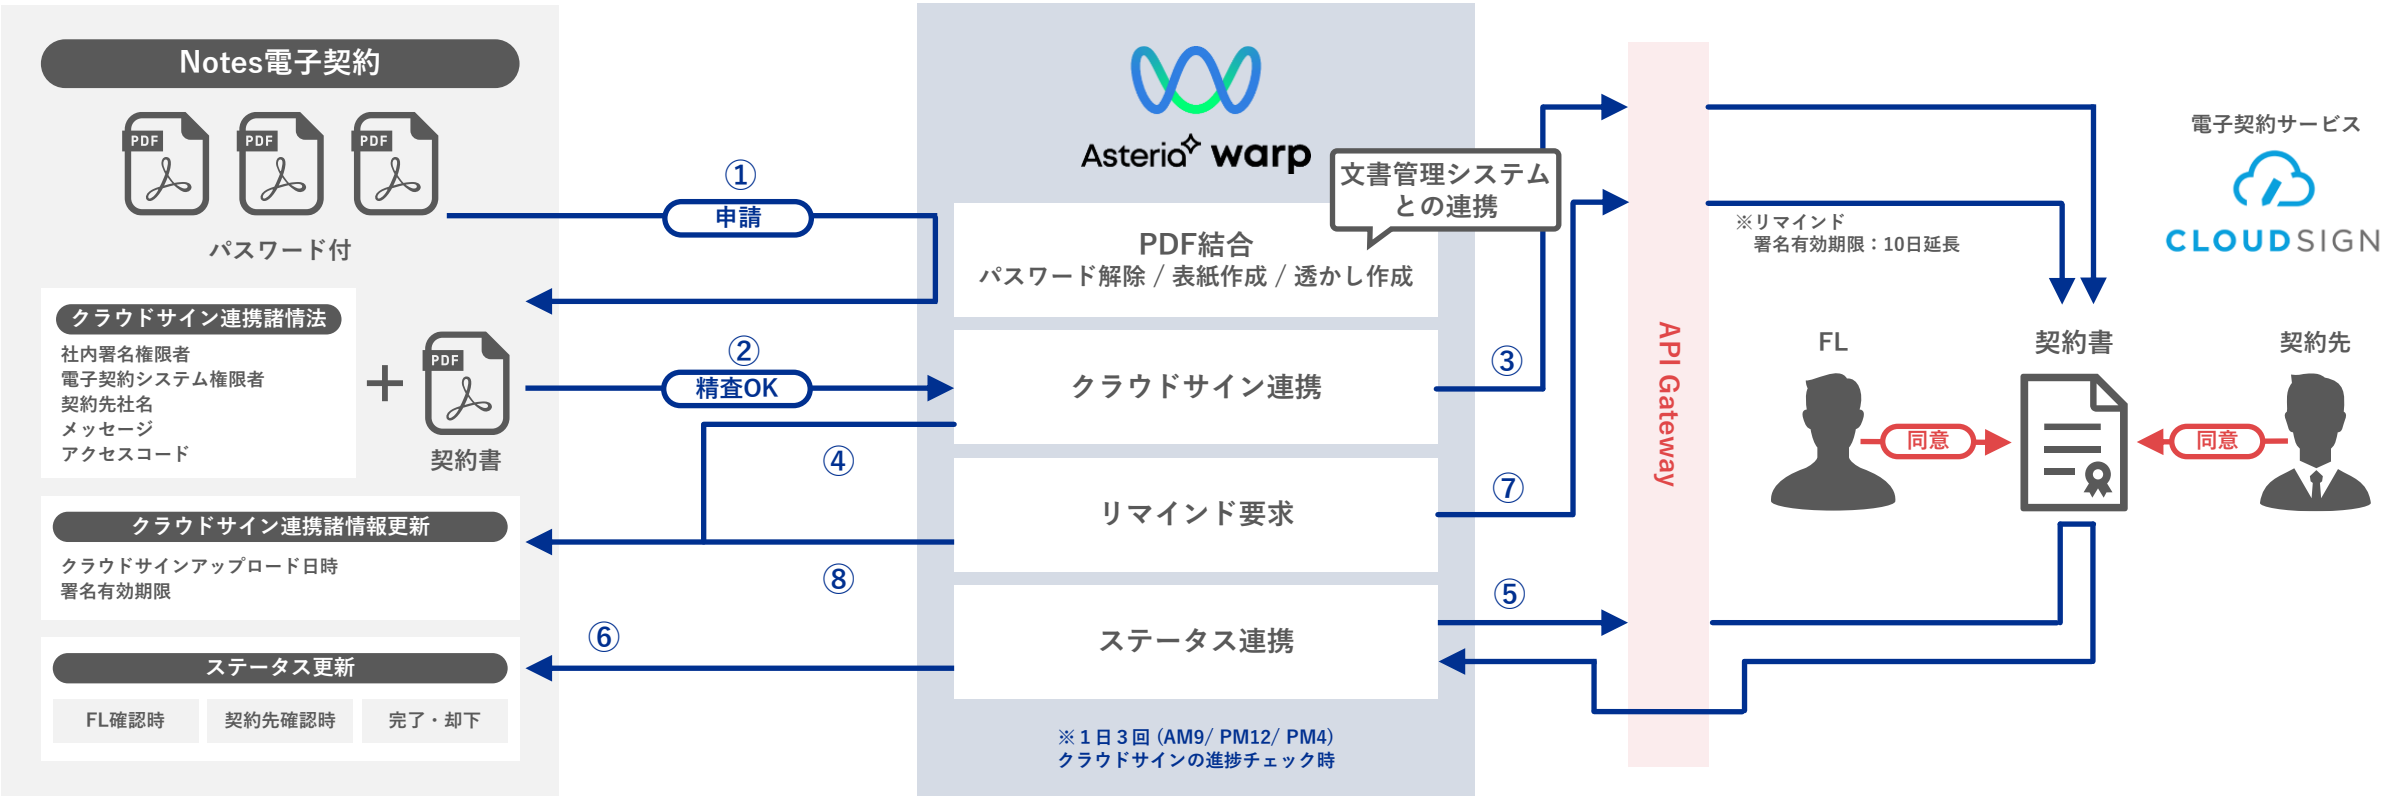 Notes電子契約
PDF
PDF
PDF
パスワード付
クラウドサイン連携諸情法
社内署名権限者
電子契約システム権限者
契約先社名
メッセージ
アクセスコード
PDF
契約書
クラウドサイン連携諸情報更新
クラウドサインアップロード日時
署名有効期限
ステータス更新
FL確認時
契約先確認時
完了・却下
①
申請
②
精査OK
④
⑧
⑥
Asteria warp
文書管理システム
との連携
PDF結合
パスワード解除 / 表紙作成 / 透かし作成
クラウドサイン連携
リマインド要求
ステータス連携
※１日３回 (AM9/ PM12/ PM4)
クラウドサインの進捗チェック時
③
⑦
⑤
API Gateway
※リマインド
署名有効期限：10日延長
電子契約サービス
CLOUDSIGN
FL
契約書
契約先
同意
同意